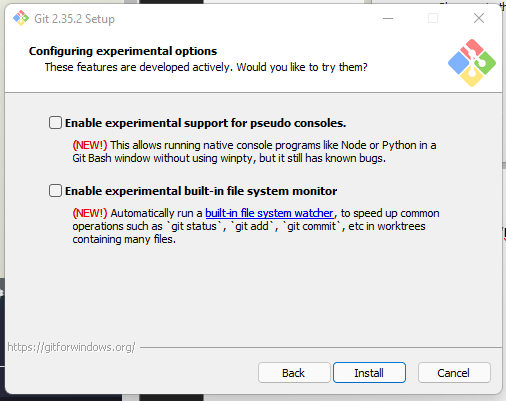 Git 2.35.2 Setup
Configuring experimental options
These features are developed actively. Would you like to try them?
Enable experimental support for pseudo consoles.
(NEW!) This allows running native console programs like Node or Python in a
Git Bash window without using winpty, but it still has known bugs.
Enable experimental built-in file system monitor
(NEW!) Automatically run a built-in file system watcher, to speed up common
operations such as `git status`, `git add`, `git commit`, etc in worktrees
containing many files.
https://gitforwindows.org/
Back
Install
Cancel